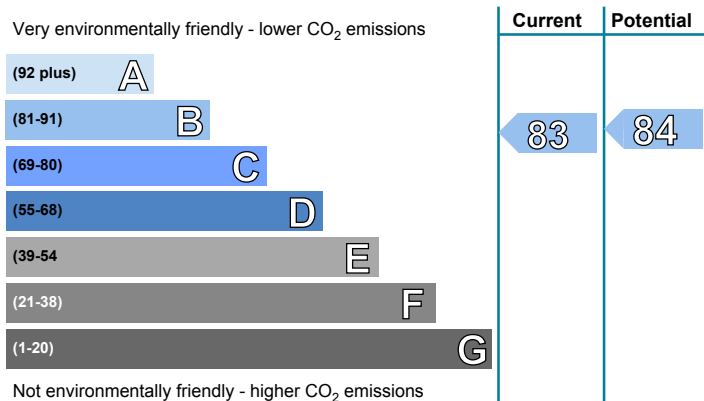 Very environmentally friendly - lower CO₂ emissions
Current
Potential
(92 plus) A
(81-91) B
83
84
(69-80) C
(55-68) D
(39-54 E
(21-38) F
(1-20) G
Not environmentally friendly - higher CO₂ emissions